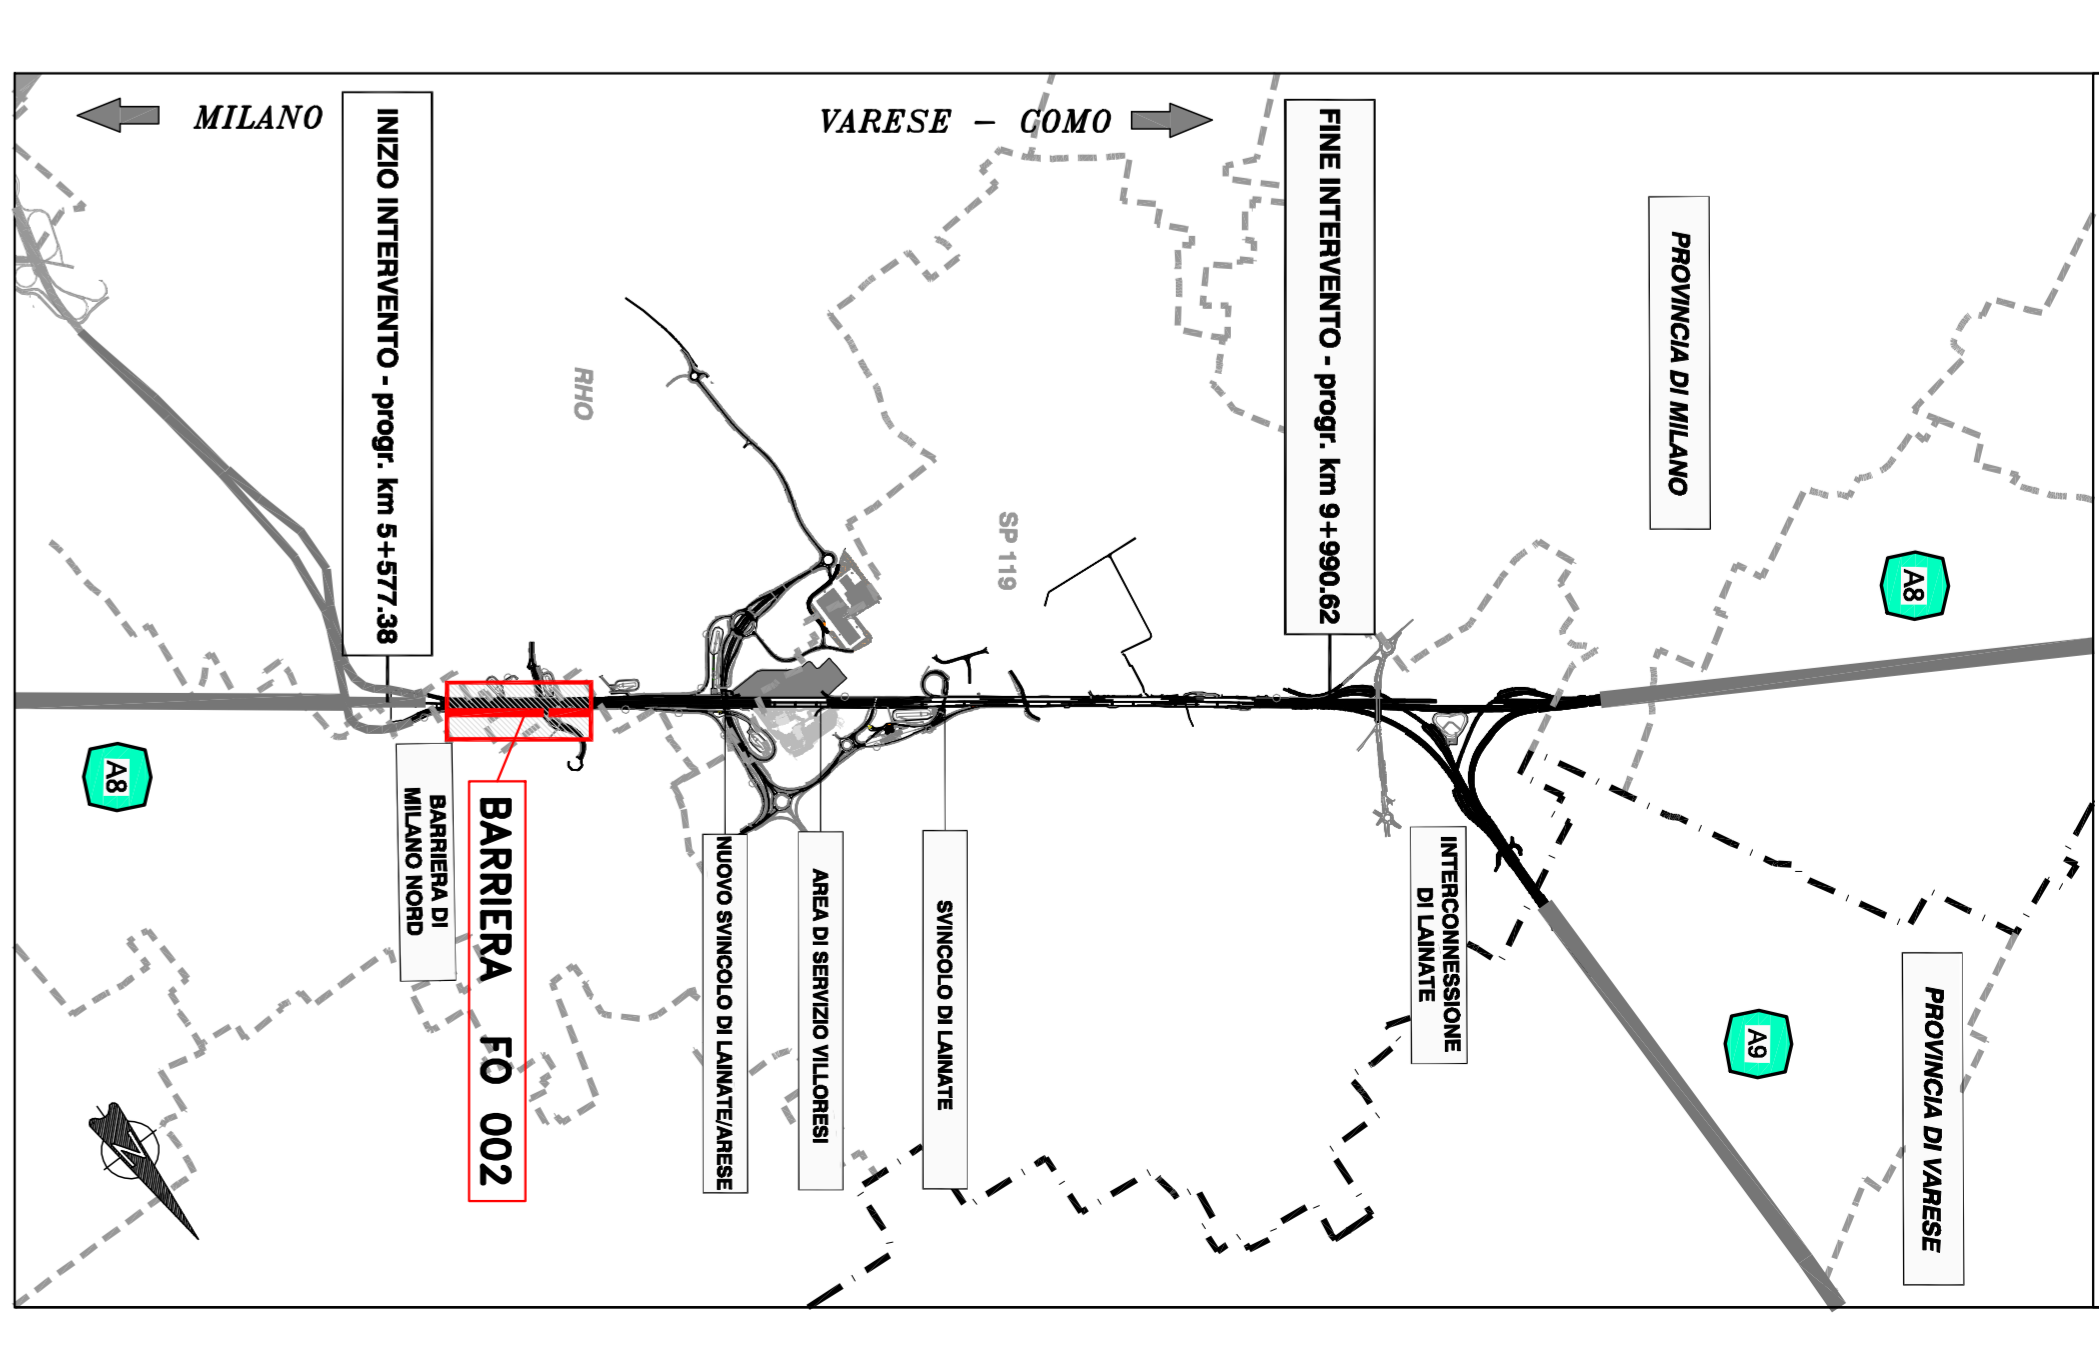 MILANO
VARESE - COMO
INIZIO INTERVENTO - progr. km 5+577.38
FINE INTERVENTO - progr. km 9+990.62
PROVINCIA DI MILANO
RHO
SP 119
A8
A8
BARRIERA DI
MILANO NORD
BARRIERA FO 002
NUOVO SVINCOLO DI LAINATE/ARESE
AREA DI SERVIZIO VILLORESI
SVINCOLO DI LAINATE
INTERCONNESSIONE
DI LAINATE
A9
PROVINCIA DI VARESE
N